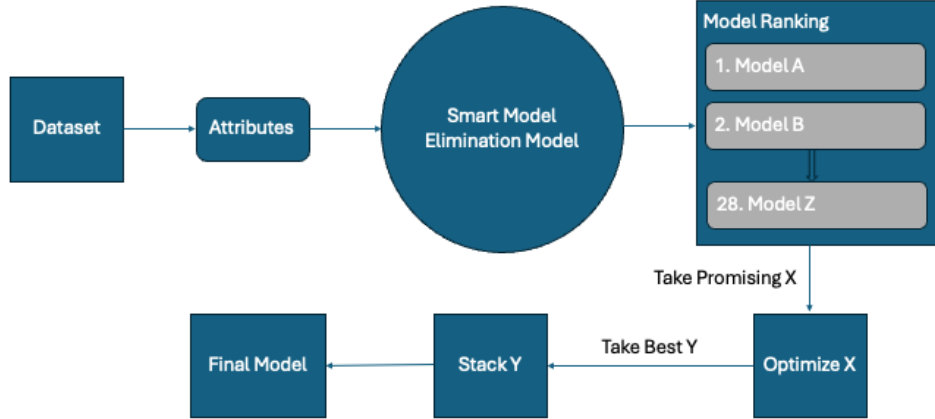 Model Ranking
1. Model A
Dataset
Attributes
Smart Model
Elimination Model
2. Model B
28. Model Z
Take Promising X
Final Model
Stack Y
Take Best Y
Optimize X